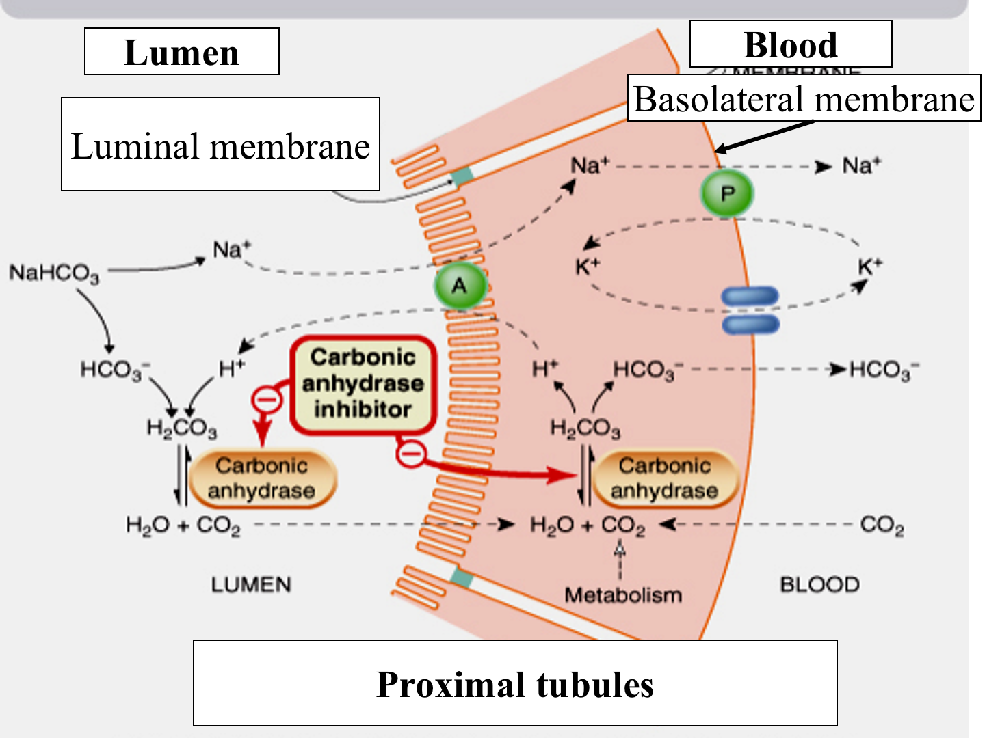 Lumen
Blood
MEMBRANE
Basolateral membrane
Luminal membrane
Na⁺
Na⁺
P
Na⁺
NaHCO₃
K⁺
K⁺
A
HCO₃⁻
H⁺
Carbonic
anhydrase
inhibitor
H⁺
HCO₃⁻
HCO₃⁻
H₂CO₃
H₂CO₃
Carbonic
anhydrase
Carbonic
anhydrase
H₂O + CO₂
H₂O + CO₂
CO₂
LUMEN
Metabolism
BLOOD
Proximal tubules